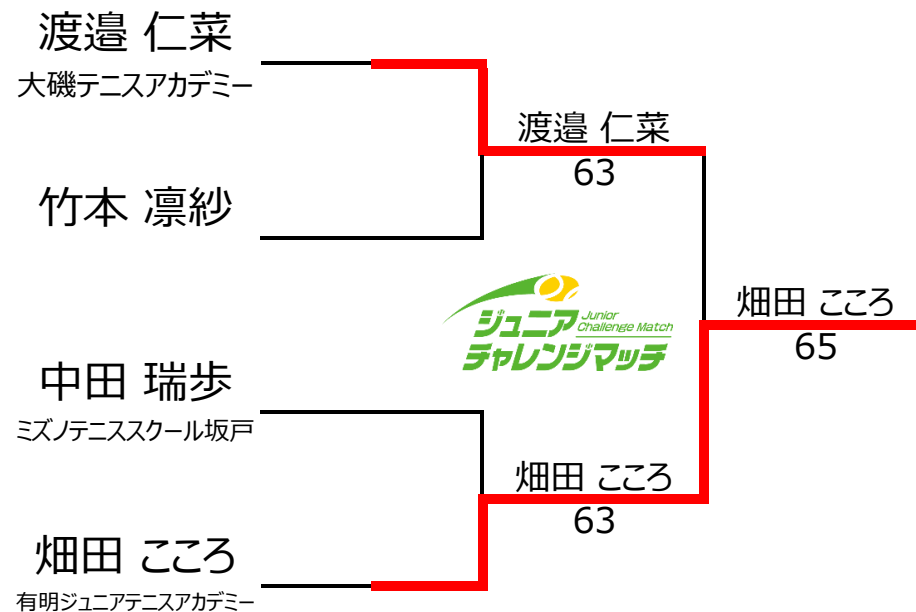 渡邉 仁菜
大磯テニスアカデミー
渡邉 仁菜
63
竹本 凛紗
ジュニア
Junior
Challenge Match
チャレンジマッチ
畑田 こころ
65
中田 瑞歩
ミズノテニススクール坂戸
畑田 こころ
63
畑田 こころ
有明ジュニアテニスアカデミー